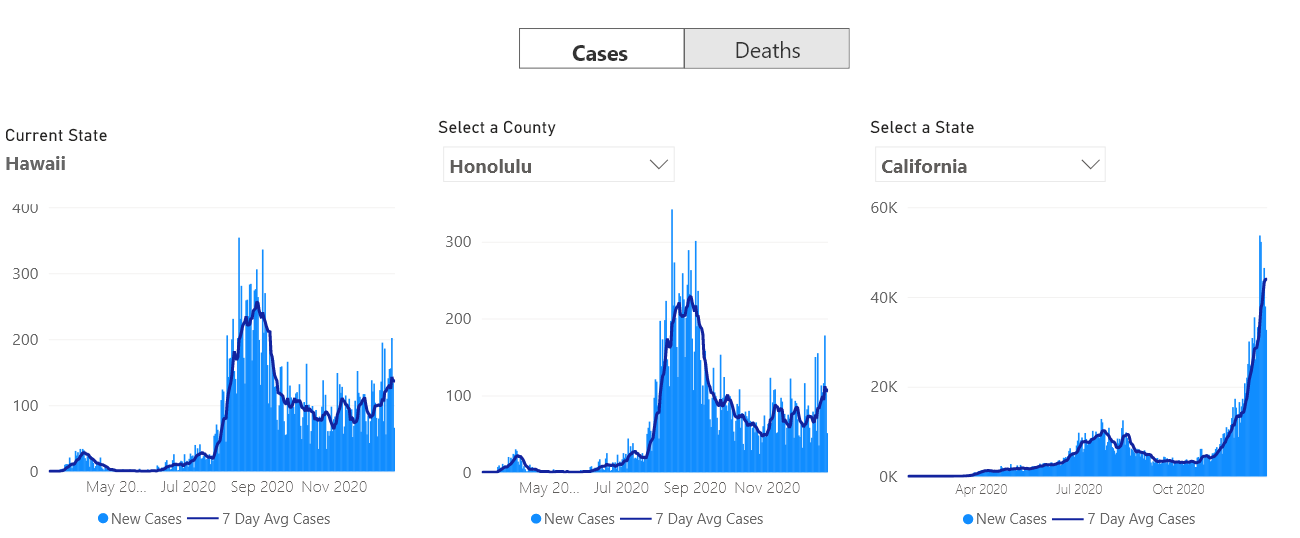 Cases Deaths
Current State
Hawaii
Select a County
Honolulu
Select a State
California
400
300
200
100
0
May 20... Jul 2020 Sep 2020 Nov 2020
New Cases 7 Day Avg Cases
300
200
100
0
May 20... Jul 2020 Sep 2020 Nov 2020
New Cases 7 Day Avg Cases
60K
40K
20K
0K
Apr 2020 Jul 2020 Oct 2020
New Cases 7 Day Avg Cases